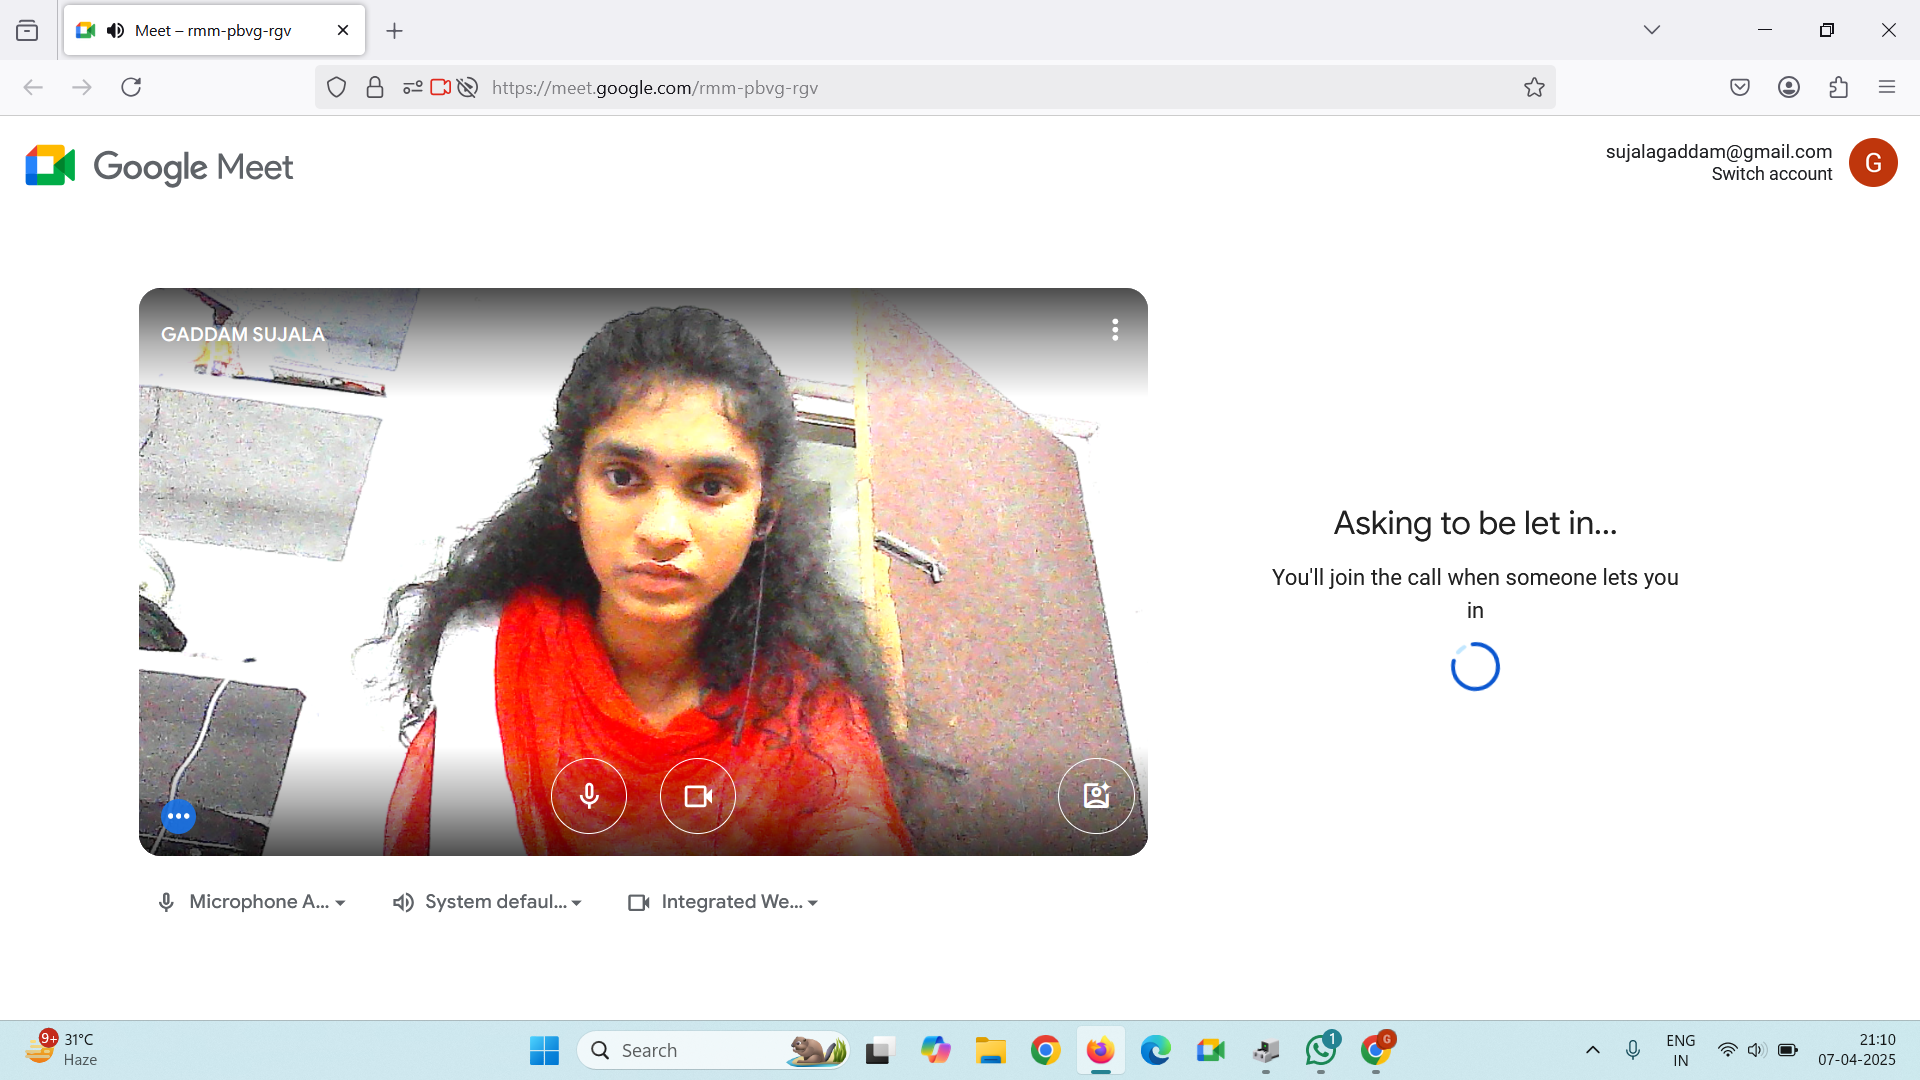 Meet – rmm-pbvg-rgv
https://meet.google.com/rmm-pbvg-rgv
Google Meet
sujalagaddam@gmail.com
Switch account
G
GADDAM SUJALA
Asking to be let in...
You'll join the call when someone lets you
in
Microphone A...
System defaul...
Integrated We...
9+
31°C
Haze
Search
1
G
ENG
IN
21:10
07-04-2025